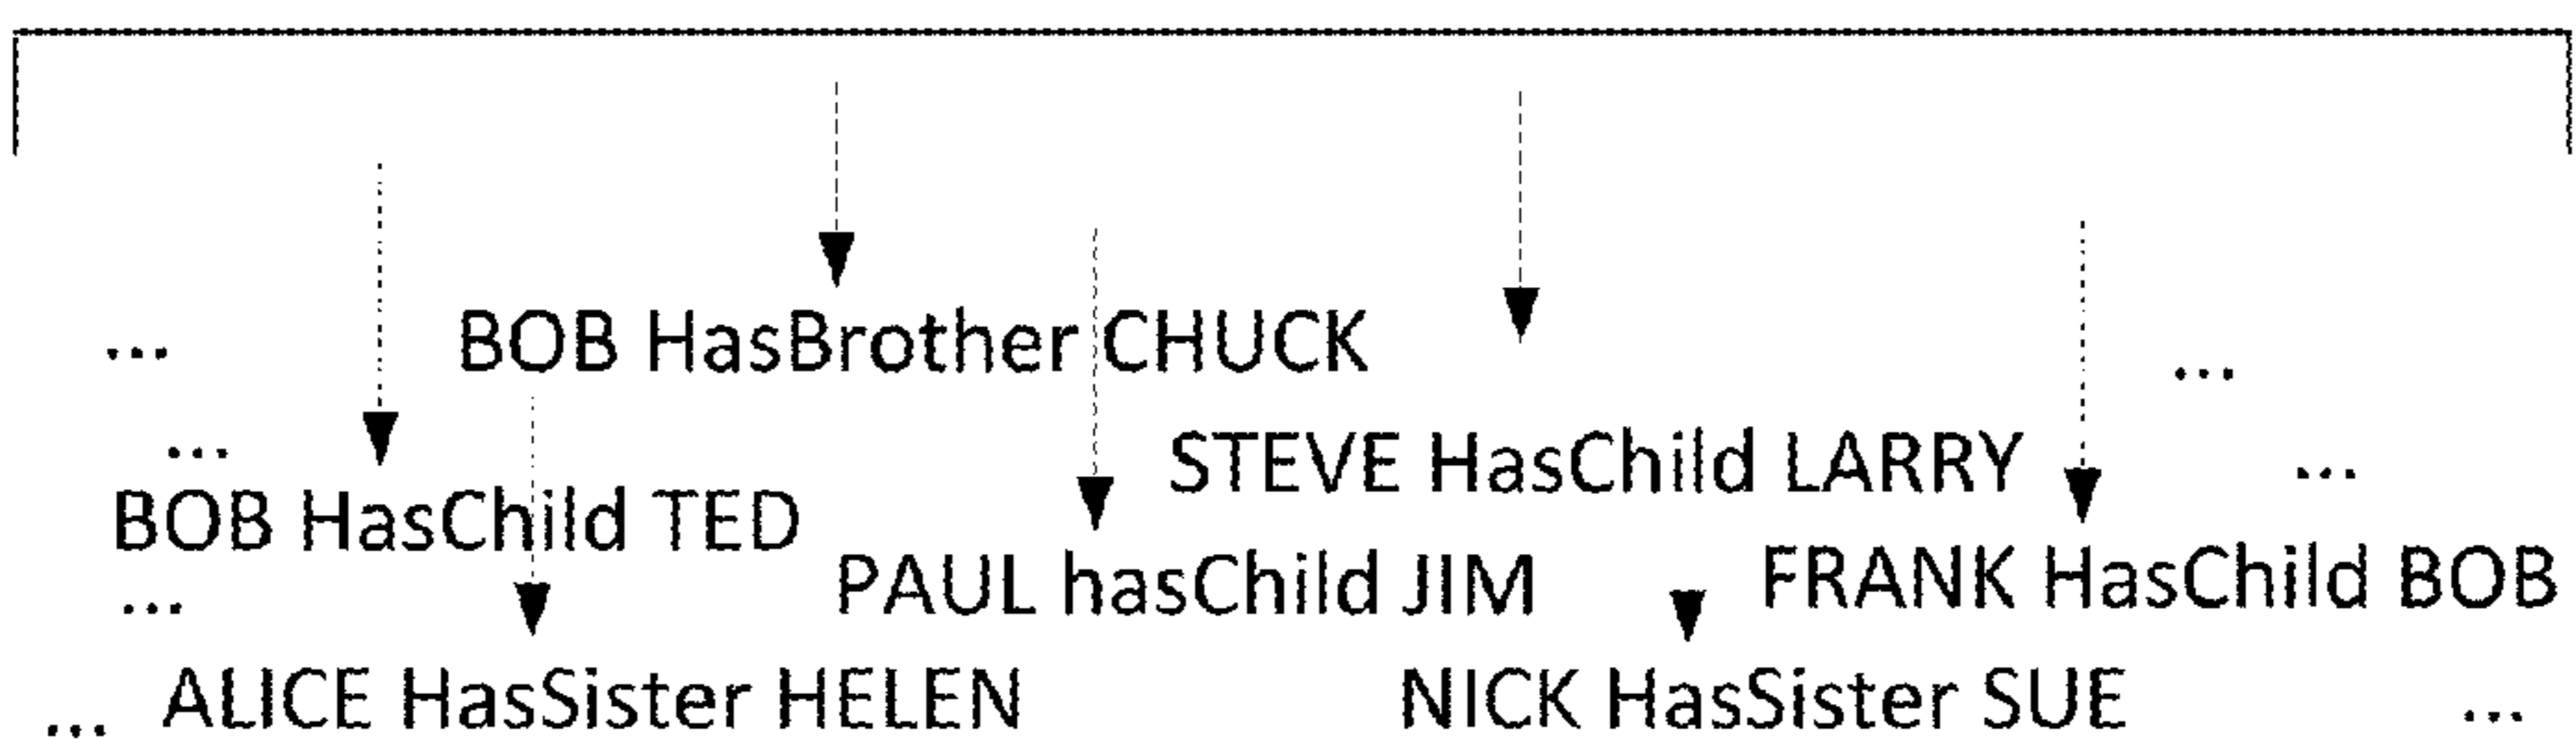 BOB HasBrother CHUCK
...
...
...
STEVE HasChild LARRY
...
...
BOB HasChild TED
PAUL hasChild JIM
FRANK HasChild BOB
...
ALICE HasSister HELEN
NICK HasSister SUE
...
...